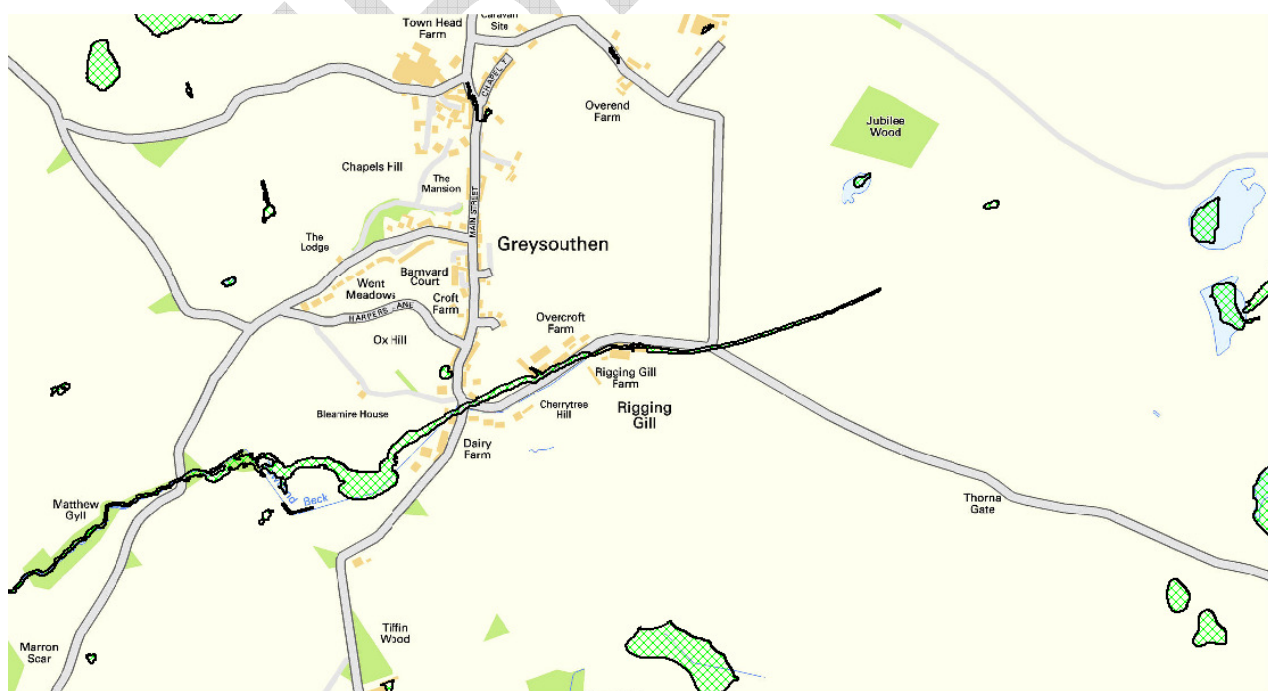 Town Head
Farm
Caravan
Site
CHAPEL
Overend
Farm
Jubilee
Wood
Chapels Hill
The
Mansion
MAIN STREET
The
Lodge
Greysouthen
Went
Meadows
Barnyard
Court
Croft
Farm
HARPERS LANE
Ox Hill
Overcroft
Farm
Rigging Gill
Farm
Bleamire House
Cherrytree
Hill
Rigging
Gill
Dairy
Farm
Beck
Matthew
Gyll
Thorna
Gate
Tiffin
Wood
Marron
Scar